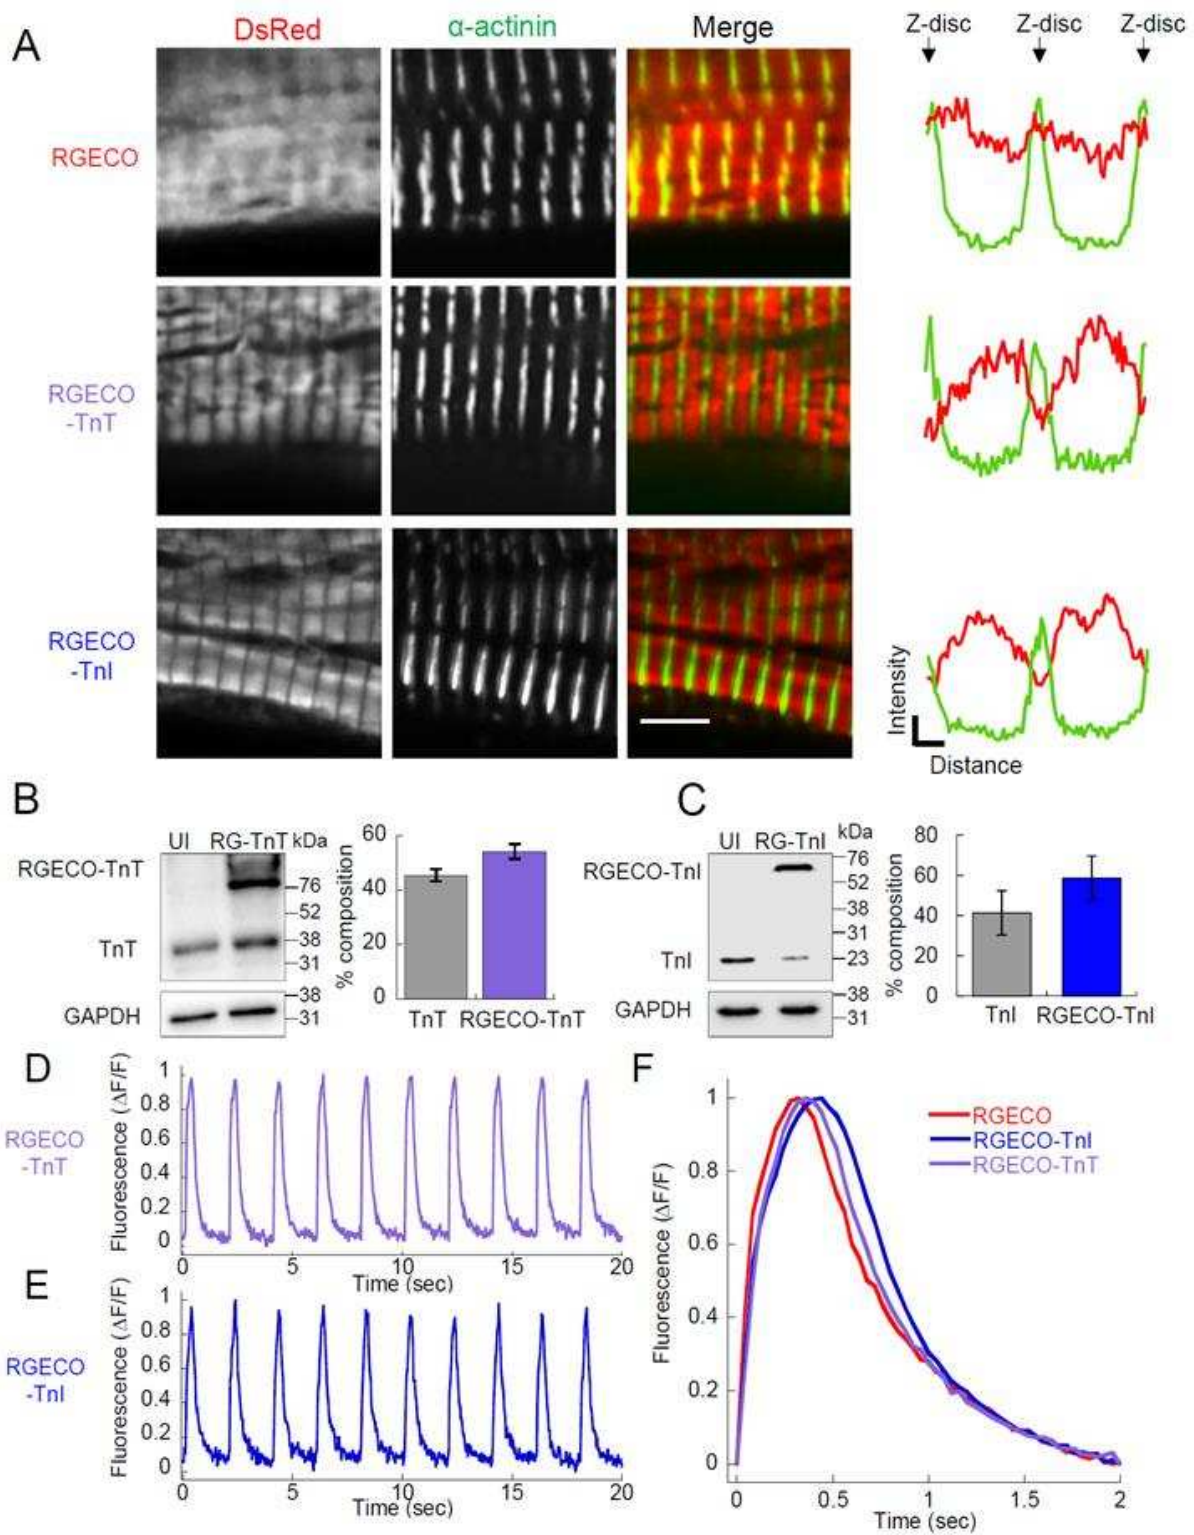 A
DsRed
α-actinin
Merge
Z-disc Z-disc Z-disc
RGECO
RGECO
-TnT
RGECO
-TnI
Intensity
Distance
B
UI RG-TnT kDa
RGECO-TnT
TnT
GAPDH
76
52
38
31
38
31
% composition
60
40
20
0
TnT RGECO-TnT
C
UI RG-TnI kDa
RGECO-TnI
TnI
GAPDH
76
52
38
31
23
38
31
% composition
80
60
40
20
0
TnI RGECO-TnI
D
RGECO
-TnT
Fluorescence (ΔF/F)
1
0.8
0.6
0.4
0.2
0
0 5 10 15 20
Time (sec)
E
RGECO
-TnI
Fluorescence (ΔF/F)
1
0.8
0.6
0.4
0.2
0
0 5 10 15 20
Time (sec)
F
Fluorescence (ΔF/F)
1
0.8
0.6
0.4
0.2
0
0 0.5 1 1.5 2
Time (sec)
RGECO
RGECO-TnI
RGECO-TnT